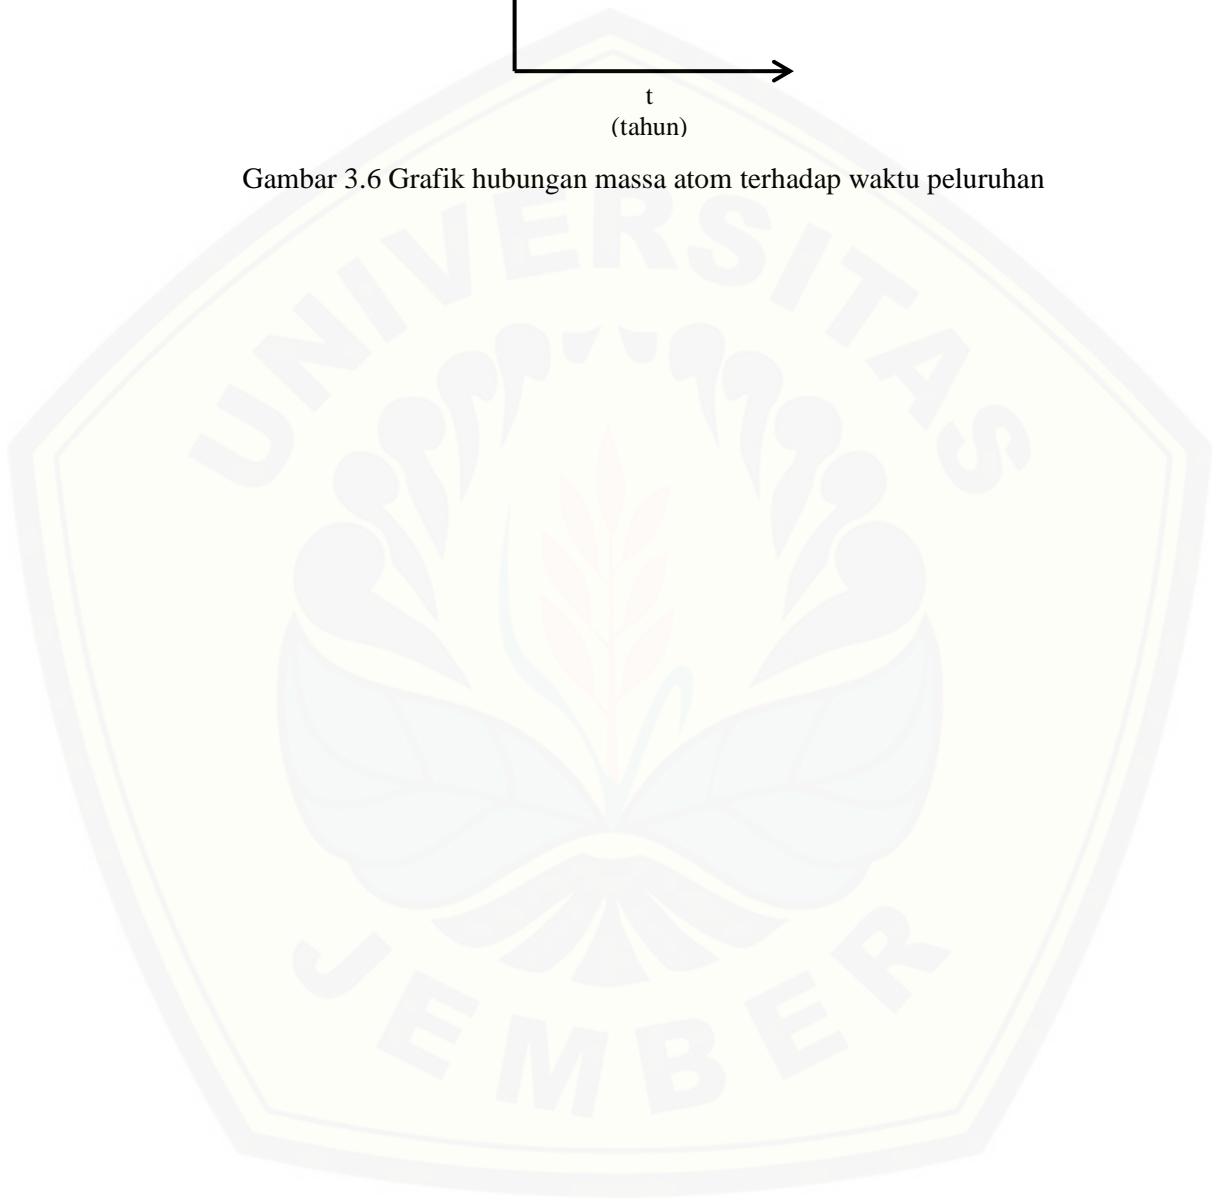 t
(tahun)
Gambar 3.6 Grafik hubungan massa atom terhadap waktu peluruhan
UNIVERSITAS
JEMBER